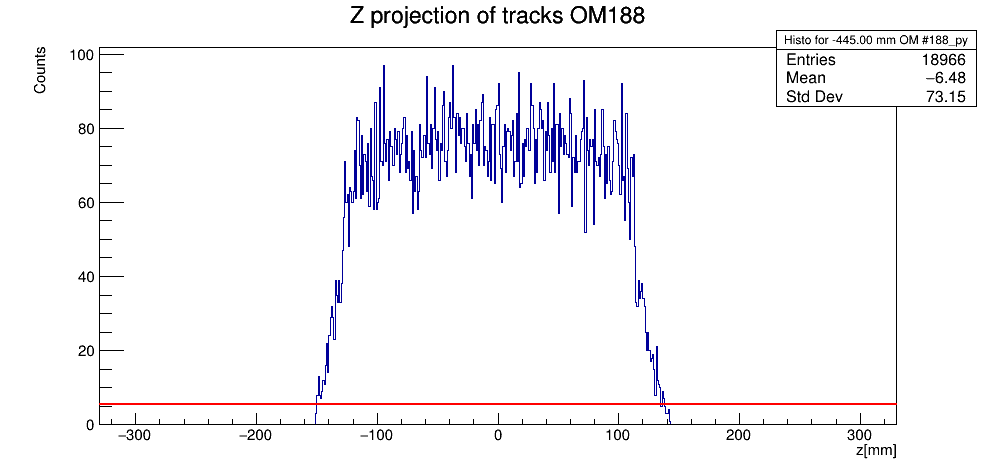 Z projection of tracks OM188
Histo for -445.00 mm OM #188_py
Entries 18966
Mean −6.48
Std Dev 73.15
Counts
100
80
60
40
20
0
−300 −200 −100 0 100 200 300
z[mm]